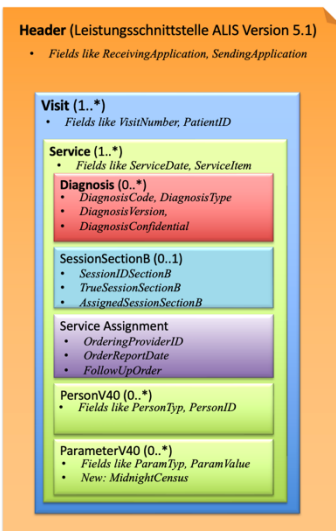 Header (Leistungsschnittstelle ALIS Version 5.1)
• Fields like ReceivingApplication, SendingApplication
Visit (1..*)
• Fields like VisitNumber, PatientID
Service (1..*)
• Fields like ServiceDate, ServiceItem
Diagnosis (0..*)
• DiagnosisCode, DiagnosisType
• DiagnosisVersion,
• DiagnosisConfidential
SessionSectionB (0..1)
• SessionIDSectionB
• TrueSessionSectionB
• AssignedSessionSectionB
Service Assignment
• OrderingProviderID
• OrderReportDate
• FollowUpOrder
PersonV40 (0..*)
• Fields like PersonTyp, PersonID
ParameterV40 (0..*)
• Fields like ParamTyp, ParamValue
• New: MidnightCensus